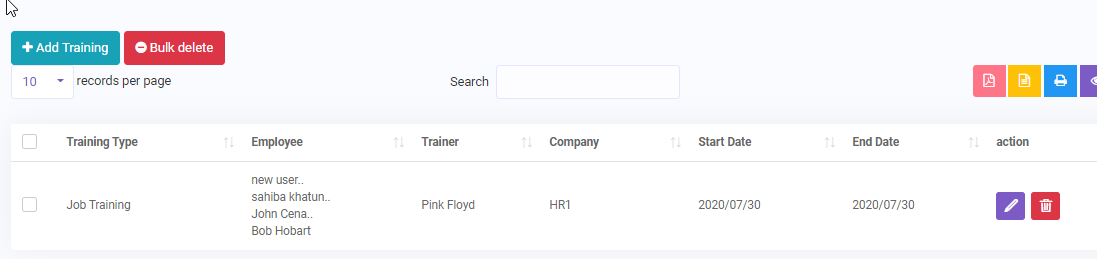 Add Training Bulk delete
10 records per page Search
Training Type Employee Trainer Company Start Date End Date action
new user..
sahiba khatun..
Job Training John Cena.. Pink Floyd HR1 2020/07/30 2020/07/30
Bob Hobart